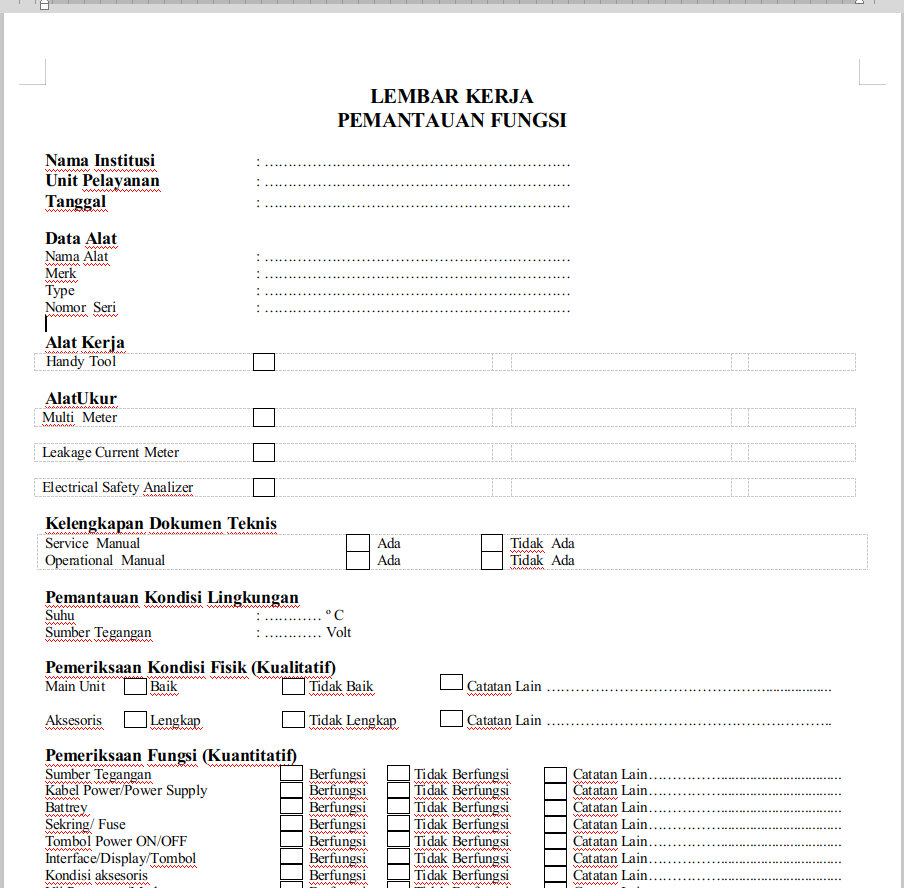 LEMBAR KERJA
PEMANTAUAN FUNGSI
Nama Institusi : ………………………………………………………
Unit Pelayanan : ………………………………………………………
Tanggal : ………………………………………………………
Data Alat
Nama Alat : ………………………………………………………
Merk : ………………………………………………………
Type : ………………………………………………………
Nomor Seri : ………………………………………………………
Alat Kerja
Handy Tool
AlatUkur
Multi Meter
Leakage Current Meter
Electrical Safety Analizer
Kelengkapan Dokumen Teknis
Service Manual Ada Tidak Ada
Operational Manual Ada Tidak Ada
Pemantauan Kondisi Lingkungan
Suhu : ………… º C
Sumber Tegangan : ………… Volt
Pemeriksaan Kondisi Fisik (Kualitatif)
Main Unit Baik Tidak Baik Catatan Lain ………………………………………...................
Aksesoris Lengkap Tidak Lengkap Catatan Lain …………………………………………………..
Pemeriksaan Fungsi (Kuantitatif)
Sumber Tegangan Berfungsi Tidak Berfungsi Catatan Lain……………..................................
Kabel Power/Power Supply Berfungsi Tidak Berfungsi Catatan Lain……………..................................
Battrey Berfungsi Tidak Berfungsi Catatan Lain……………..................................
Sekring/ Fuse Berfungsi Tidak Berfungsi Catatan Lain……………..................................
Tombol Power ON/OFF Berfungsi Tidak Berfungsi Catatan Lain……………..................................
Interface/Display/Tombol Berfungsi Tidak Berfungsi Catatan Lain……………..................................
Kondisi aksesoris Berfungsi Tidak Berfungsi Catatan Lain……………..................................